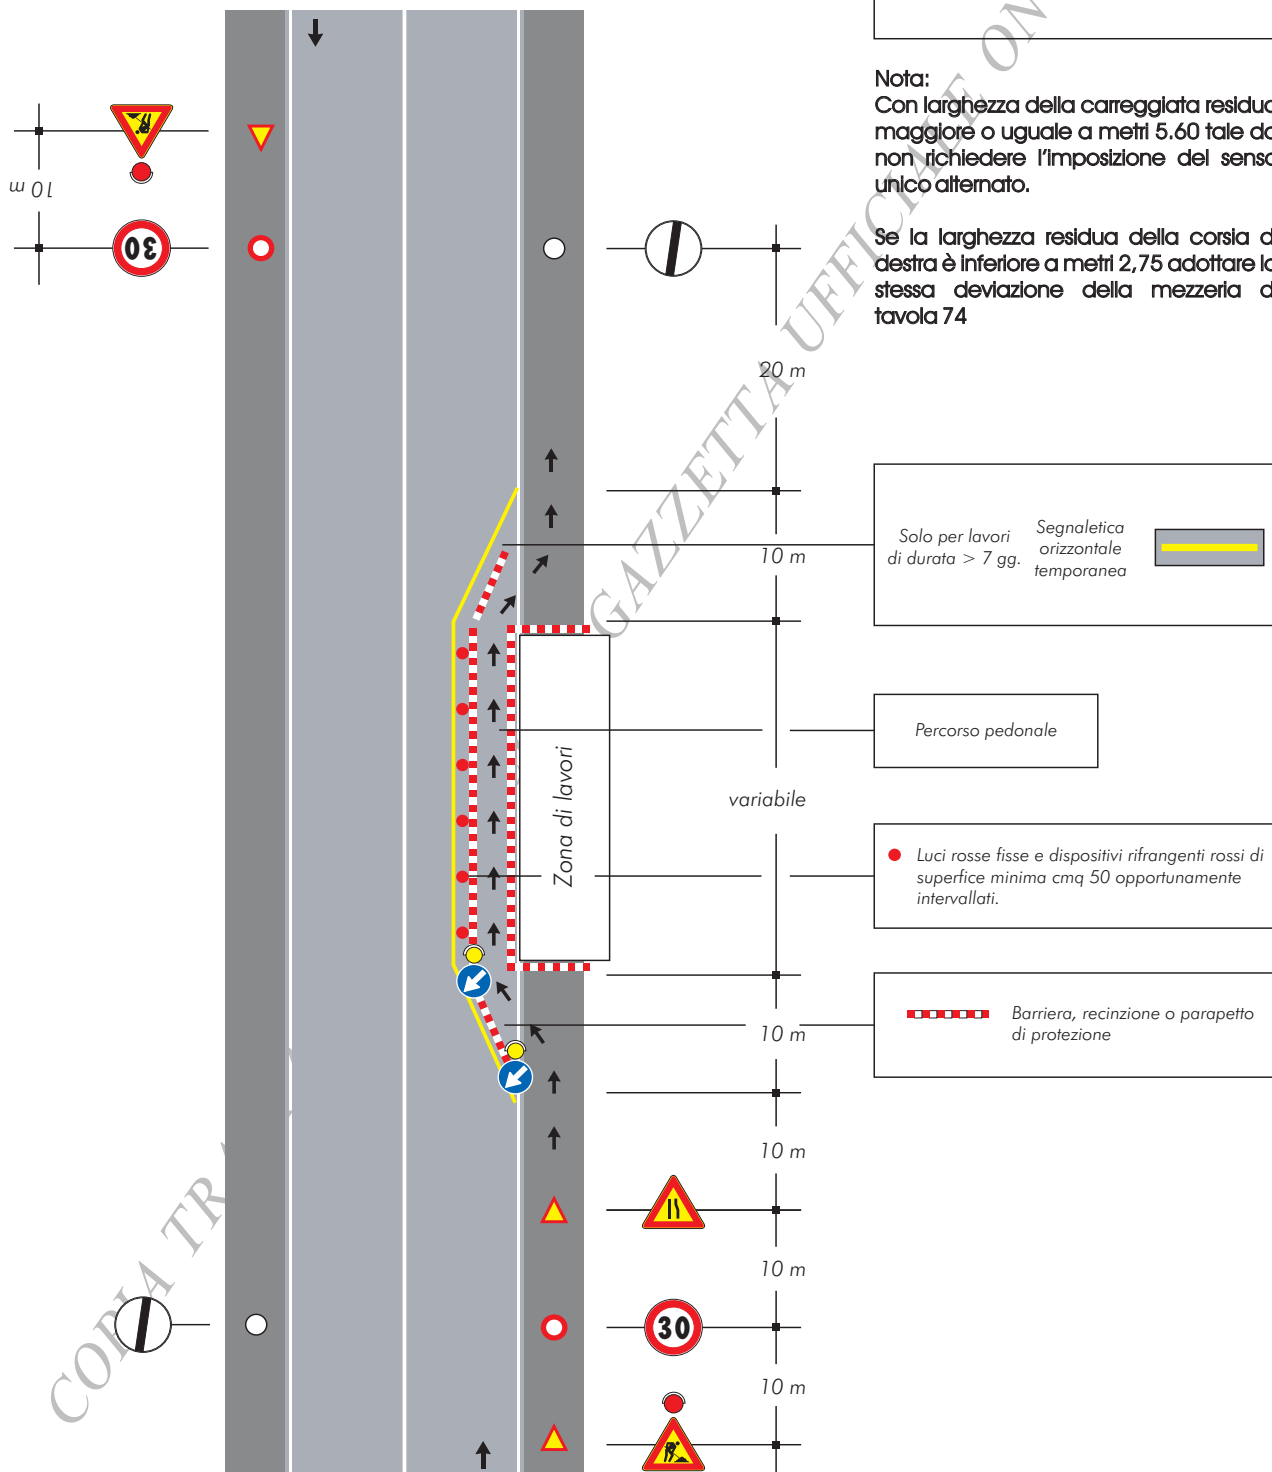 Nota:
Con larghezza della carreggiata residua
maggiore o uguale a metri 5.60 tale da
non richiedere l'imposizione del senso
unico alternato.
Se la larghezza residua della corsia d
destra è inferiore a metri 2,75 adottare la
stessa deviazione della mezzeria d
tavola 74
10 m
30
20 m
10 m
Solo per lavori
di durata > 7 gg.
Segnaletica
orizzontale
temporanea
Percorso pedonale
Zona di lavori
variabile
Luci rosse fisse e dispositivi rifrangenti rossi di
superfice minima cmq 50 opportunamente
intervallati.
Barriera, recinzione o parapetto
di protezione
10 m
10 m
10 m
30
10 m
COPIA TR
GAZZETTA UFFICIALE ON